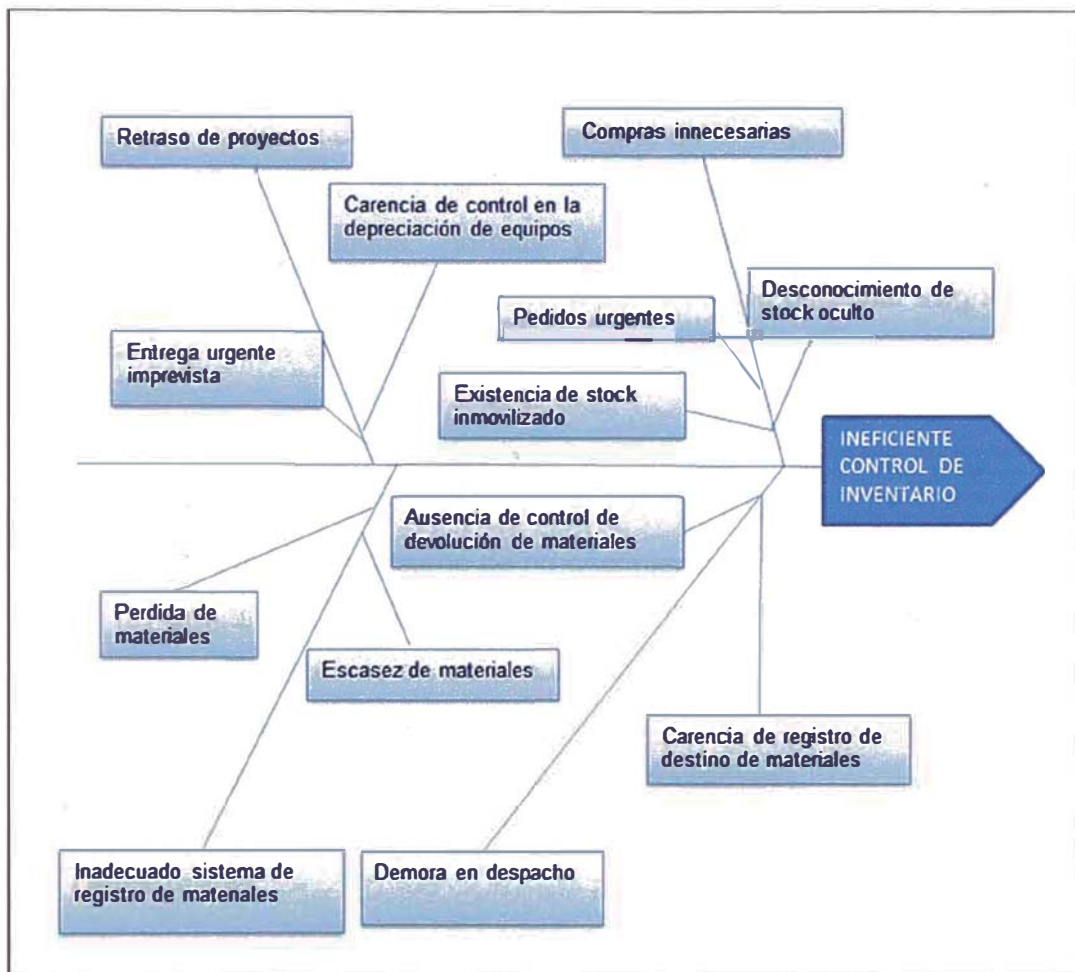 Retraso de proyectos
Compras innecesarias
Carencia de control en la
depreciación de equipos
Desconocimiento de
stock oculto
Pedidos urgentes
Entrega urgente
imprevista
Existencia de stock
inmovilizado
INEFICIENTE
CONTROL DE
INVENTARIO
Ausencia de control de
devolución de materiales
Perdida de
materiales
Escasez de materiales
Carencia de registro de
destino de materiales
Inadecuado sistema de
registro de matenales
Demora en despacho